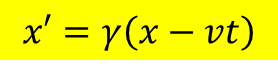 x′ = γ(x − vt)